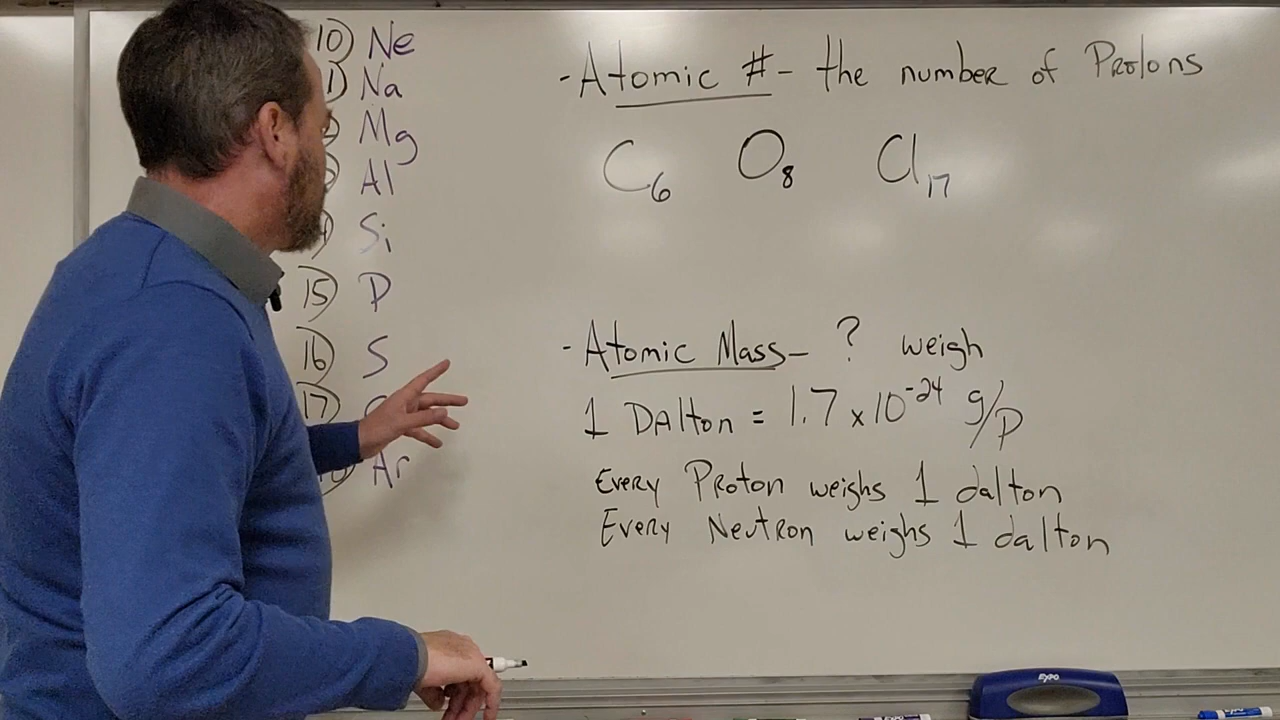 10) Ne
1) Na
Mg
Al
Si
15) P
16) S
17)
Ar
- Atomic # - the number of Protons
C6 O8 Cl17
- Atomic Mass - ? weigh
1 Dalton = 1.7 x 10^-24 g/p
Every Proton weighs 1 dalton
Every Neutron weighs 1 dalton
EXPO
EXPO